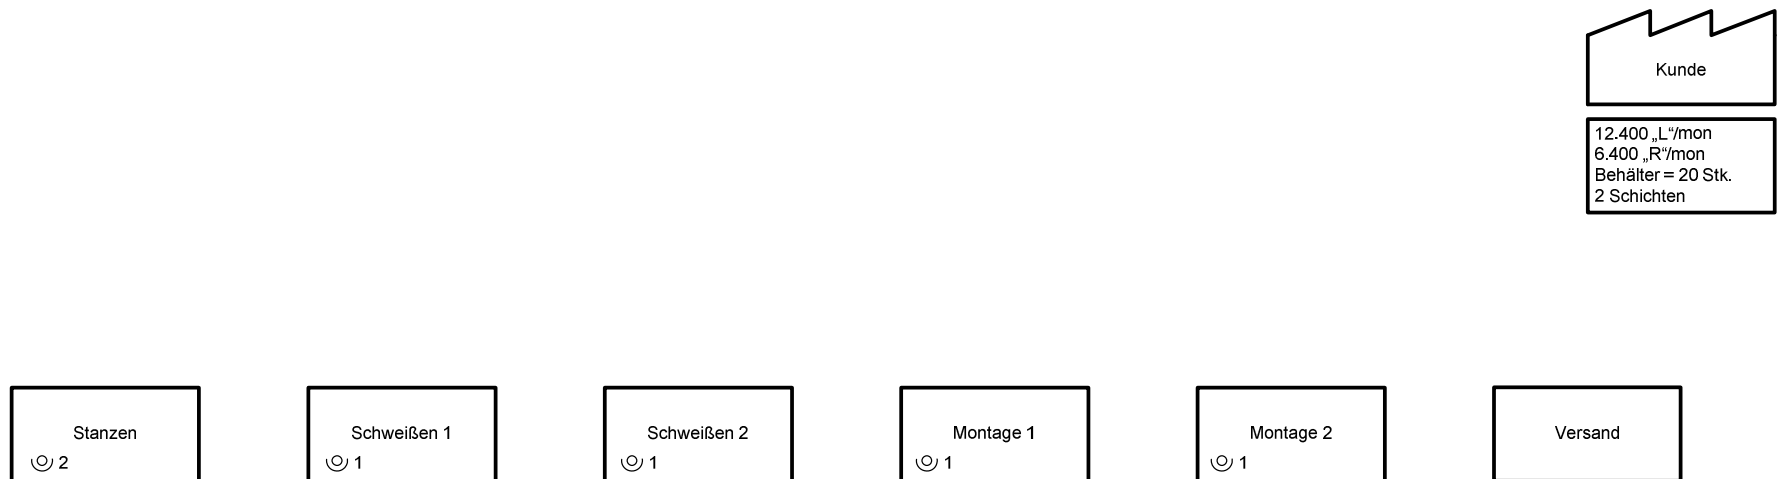 Kunde
12.400 „L“/mon
6.400 „R“/mon
Behälter = 20 Stk.
2 Schichten
Stanzen
2
Schweißen 1
1
Schweißen 2
1
Montage 1
1
Montage 2
1
Versand